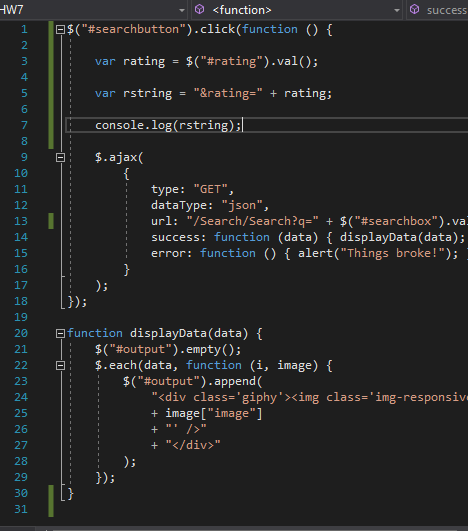 HW7 <function> success
1 $("#searchbutton").click(function () {
2
3 var rating = $("#rating").val();
4
5 var rstring = "&rating=" + rating;
6
7 console.log(rstring);
8
9 $.ajax(
10 {
11 type: "GET",
12 dataType: "json",
13 url: "/Search/Search?q=" + $("#searchbox").val
14 success: function (data) { displayData(data);
15 error: function () { alert("Things broke!"); }
16 }
17 );
18 });
19
20 function displayData(data) {
21 $("#output").empty();
22 $.each(data, function (i, image) {
23 $("#output").append(
24 "<div class='giphy'><img class='img-responsive
25 + image["image"]
26 + "' />"
27 + "</div>"
28 );
29 });
30 }
31